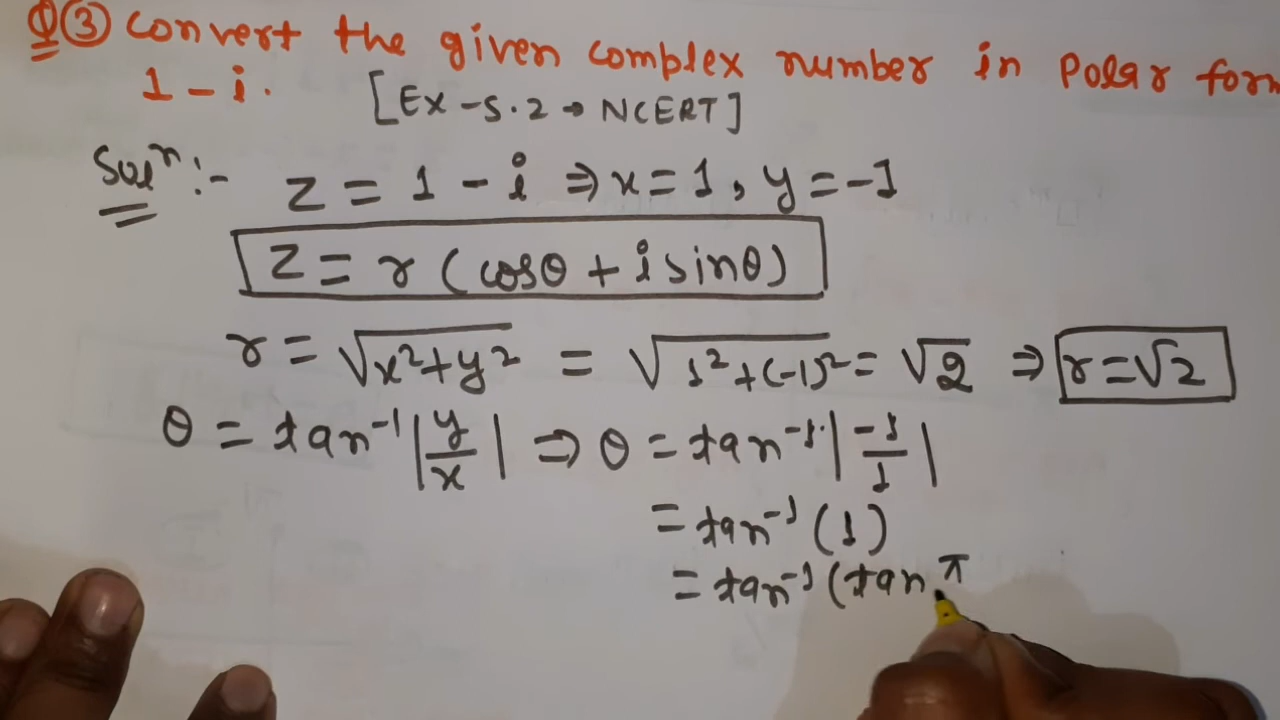 Q③ Convert the given complex number in Polar form
1 - i. [EX - 5.2 → NCERT]
Solⁿ :- z = 1 - i ⇒ x = 1, y = -1
z = r (cosθ + i sinθ)
r = √x²+y² = √1²+(-1)² = √2 ⇒ r = √2
θ = tan⁻¹|y/x| ⇒ θ = tan⁻¹|-1/1|
= tan⁻¹(1)
= tan⁻¹(tan π